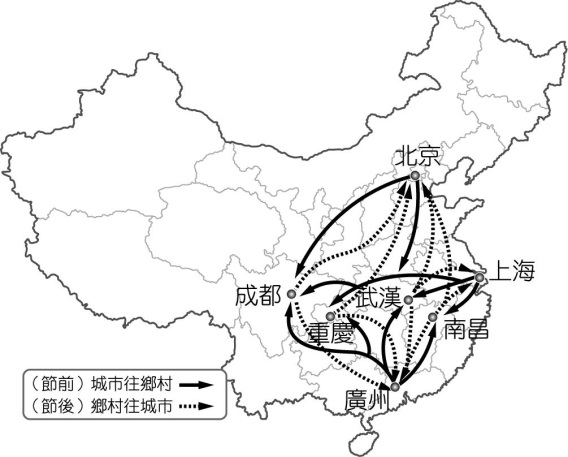 北京
上海
成都
武漢
重慶
南昌
廣州
（節前）城市往鄉村
（節後）鄉村往城市